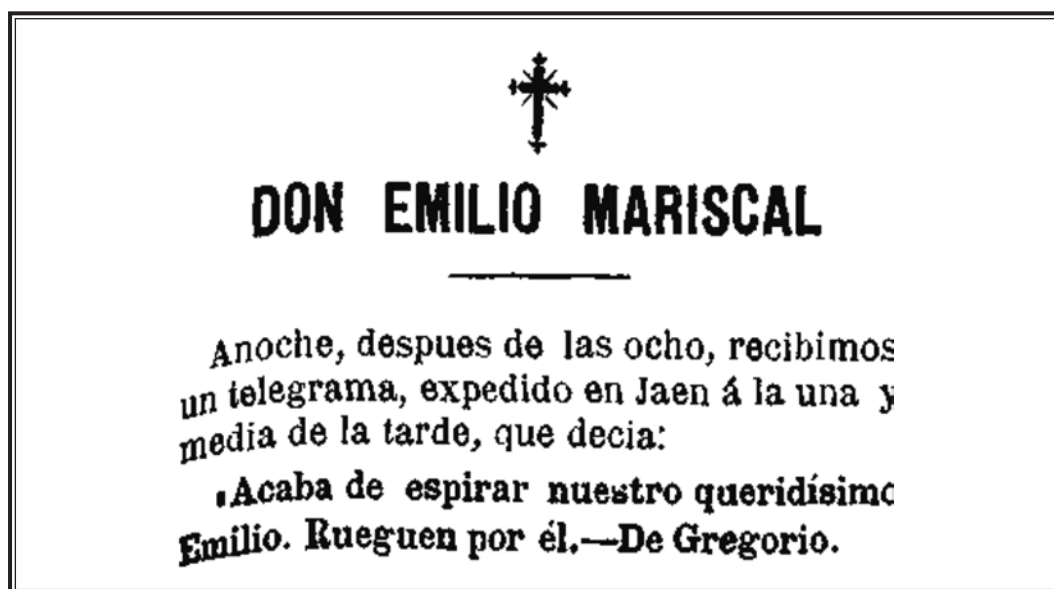 DON EMILIO MARISCAL
Anoche, despues de las ocho, recibimos
un telegrama, expedido en Jaen á la una y
media de la tarde, que decia:
Acaba de espirar nuestro queridísimo
Emilio. Rueguen por él.—De Gregorio.